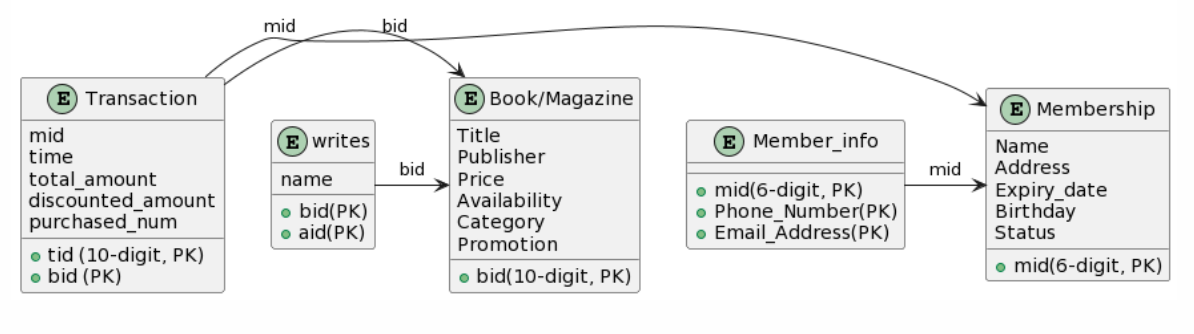 mid
bid
E Transaction
mid
time
total_amount
discounted_amount
purchased_num
tid (10-digit, PK)
bid (PK)
E writes
name
bid(PK)
aid(PK)
bid
E Book/Magazine
Title
Publisher
Price
Availability
Category
Promotion
bid(10-digit, PK)
E Member_info
mid(6-digit, PK)
Phone_Number(PK)
Email_Address(PK)
mid
E Membership
Name
Address
Expiry_date
Birthday
Status
mid(6-digit, PK)